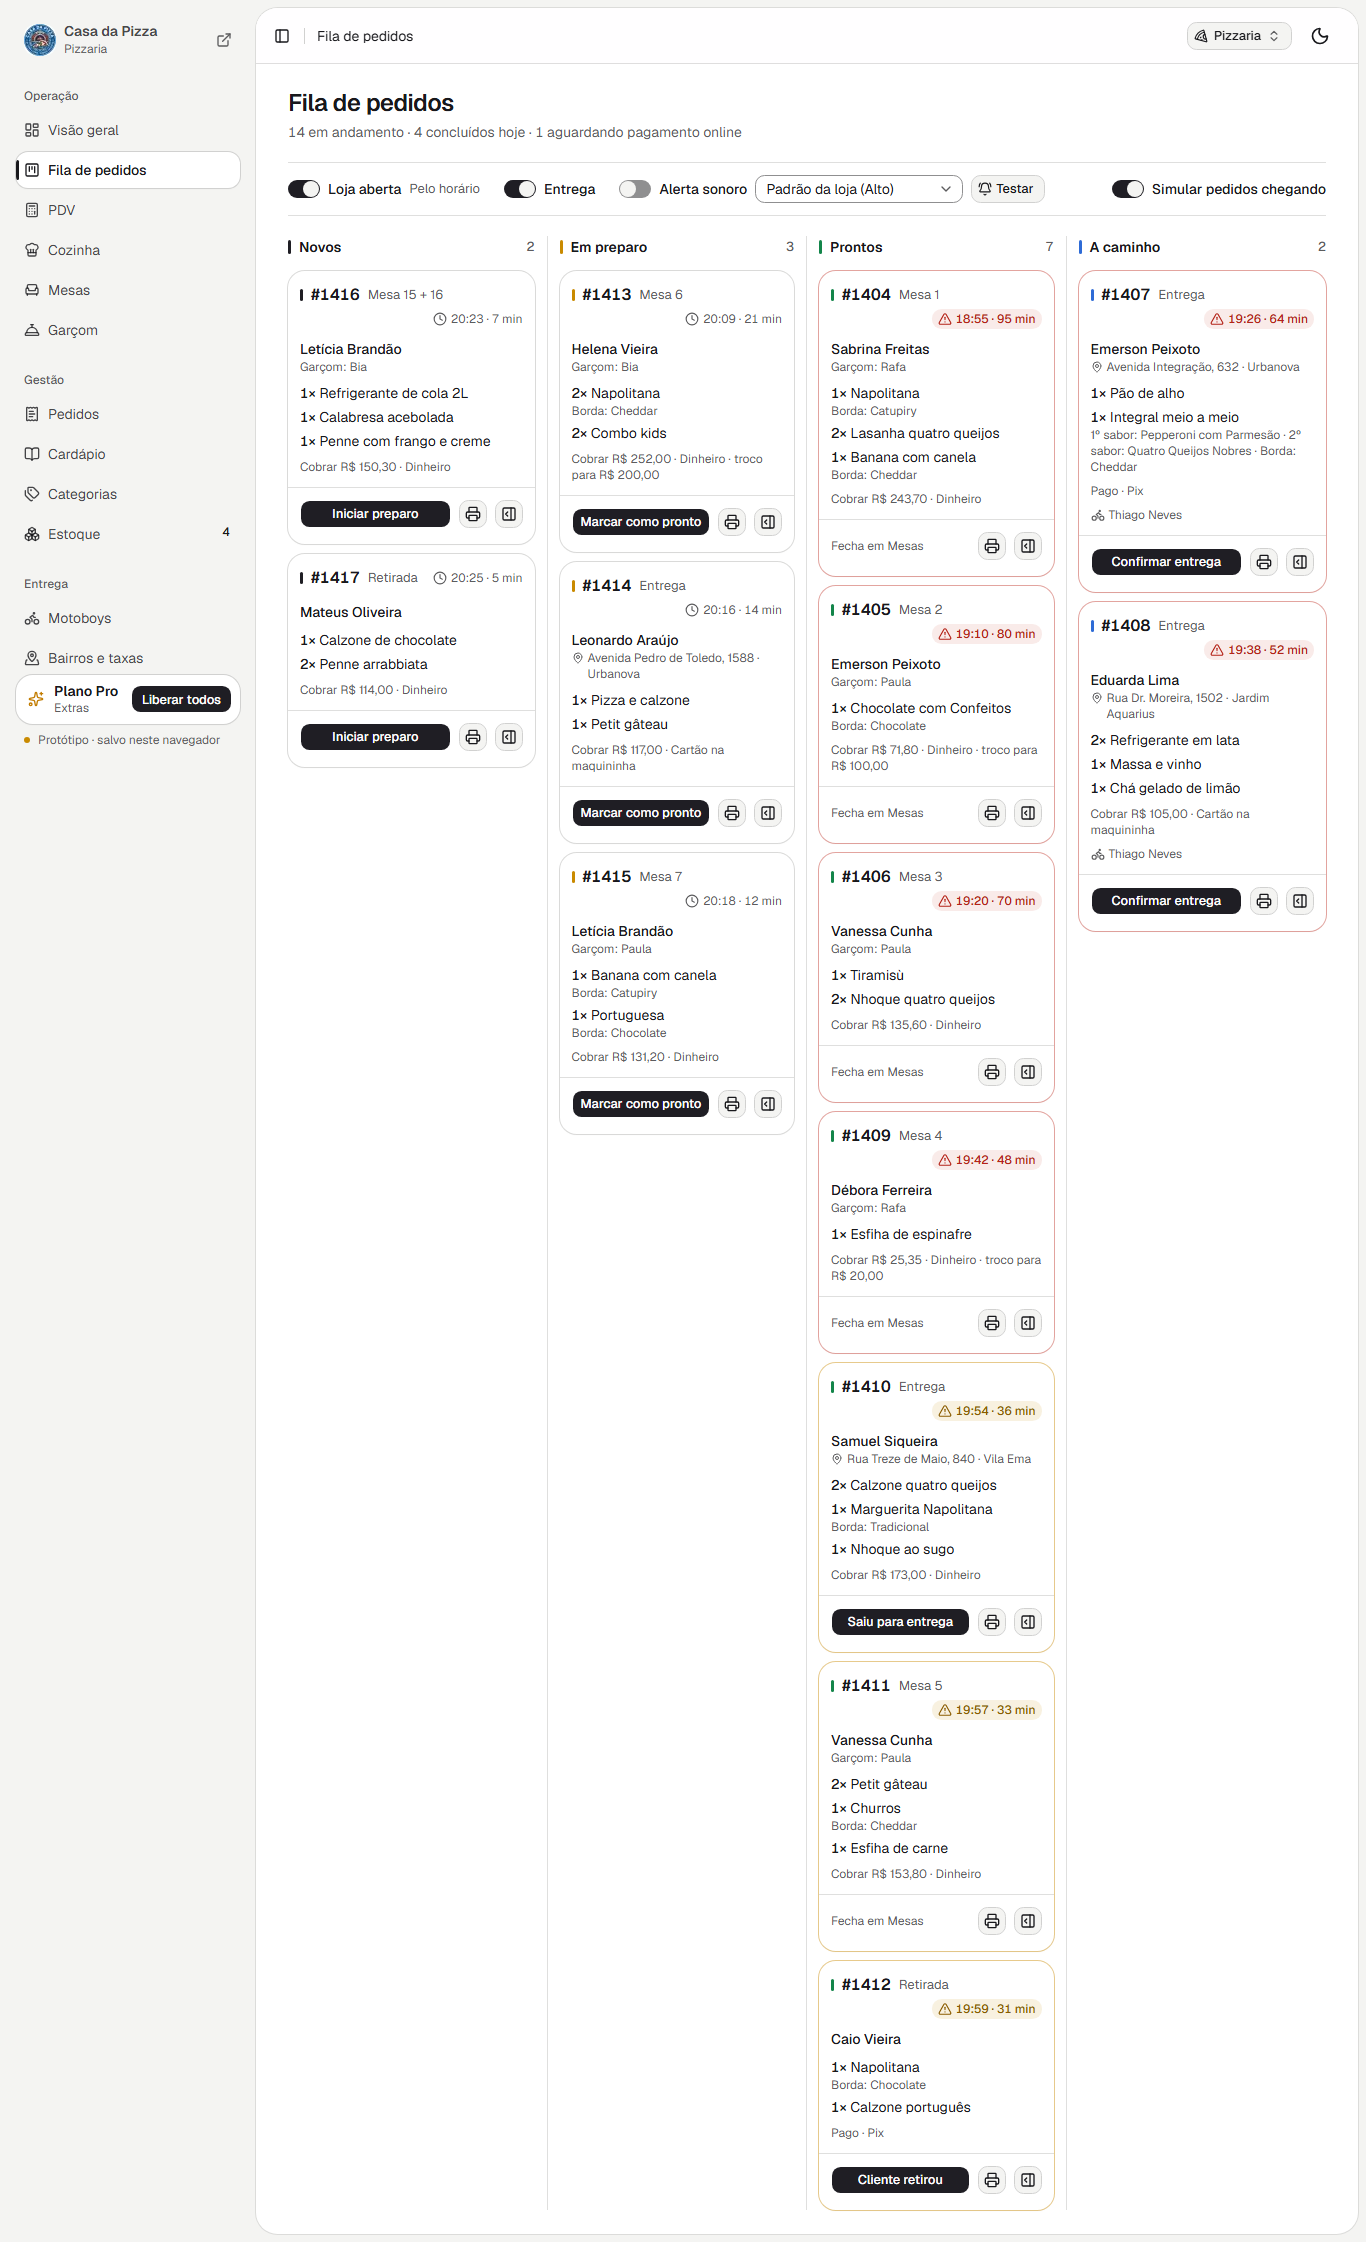 Casa da Pizza
Pizzaria
Operação
Visão geral
Fila de pedidos
PDV
Cozinha
Mesas
Garçom
Gestão
Pedidos
Cardápio
Categorias
Estoque 4
Entrega
Motoboys
Bairros e taxas
Plano Pro
Extras
Liberar todos
Protótipo · salvo neste navegador
Fila de pedidos
Pizzaria
Fila de pedidos
14 em andamento · 4 concluídos hoje · 1 aguardando pagamento online
Loja aberta Pelo horário Entrega Alerta sonoro Padrão da loja (Alto) Testar Simular pedidos chegando
Novos 2
#1416 Mesa 15 + 16
20:23 · 7 min
Letícia Brandão
Garçom: Bia
1× Refrigerante de cola 2L
1× Calabresa acebolada
1× Penne com frango e creme
Cobrar R$ 150,30 · Dinheiro
Iniciar preparo
#1417 Retirada 20:25 · 5 min
Mateus Oliveira
1× Calzone de chocolate
2× Penne arrabbiata
Cobrar R$ 114,00 · Dinheiro
Iniciar preparo
Em preparo 3
#1413 Mesa 6
20:09 · 21 min
Helena Vieira
Garçom: Bia
2× Napolitana
Borda: Cheddar
2× Combo kids
Cobrar R$ 252,00 · Dinheiro · troco
para R$ 200,00
Marcar como pronto
#1414 Entrega
20:16 · 14 min
Leonardo Araújo
Avenida Pedro de Toledo, 1588 ·
Urbanova
1× Pizza e calzone
1× Petit gâteau
Cobrar R$ 117,00 · Cartão na
maquininha
Marcar como pronto
#1415 Mesa 7
20:18 · 12 min
Letícia Brandão
Garçom: Paula
1× Banana com canela
Borda: Catupiry
1× Portuguesa
Borda: Chocolate
Cobrar R$ 131,20 · Dinheiro
Marcar como pronto
Prontos 7
#1404 Mesa 1
18:55 · 95 min
Sabrina Freitas
Garçom: Rafa
1× Napolitana
Borda: Catupiry
2× Lasanha quatro queijos
1× Banana com canela
Borda: Cheddar
Cobrar R$ 243,70 · Dinheiro
Fecha em Mesas
#1405 Mesa 2
19:10 · 80 min
Emerson Peixoto
Garçom: Paula
1× Chocolate com Confeitos
Borda: Chocolate
Cobrar R$ 71,80 · Dinheiro · troco para
R$ 100,00
Fecha em Mesas
#1406 Mesa 3
19:20 · 70 min
Vanessa Cunha
Garçom: Paula
1× Tiramisù
2× Nhoque quatro queijos
Cobrar R$ 135,60 · Dinheiro
Fecha em Mesas
#1409 Mesa 4
19:42 · 48 min
Débora Ferreira
Garçom: Rafa
1× Esfiha de espinafre
Cobrar R$ 25,35 · Dinheiro · troco para
R$ 20,00
Fecha em Mesas
#1410 Entrega
19:54 · 36 min
Samuel Siqueira
Rua Treze de Maio, 840 · Vila Ema
2× Calzone quatro queijos
1× Marguerita Napolitana
Borda: Tradicional
1× Nhoque ao sugo
Cobrar R$ 173,00 · Dinheiro
Saiu para entrega
#1411 Mesa 5
19:57 · 33 min
Vanessa Cunha
Garçom: Paula
2× Petit gâteau
1× Churros
Borda: Cheddar
1× Esfiha de carne
Cobrar R$ 153,80 · Dinheiro
Fecha em Mesas
#1412 Retirada
19:59 · 31 min
Caio Vieira
1× Napolitana
Borda: Chocolate
1× Calzone português
Pago · Pix
Cliente retirou
A caminho 2
#1407 Entrega
19:26 · 64 min
Emerson Peixoto
Avenida Integração, 632 · Urbanova
1× Pão de alho
1× Integral meio a meio
1º sabor: Pepperoni com Parmesão · 2º
sabor: Quatro Queijos Nobres · Borda:
Cheddar
Pago · Pix
Thiago Neves
Confirmar entrega
#1408 Entrega
19:38 · 52 min
Eduarda Lima
Rua Dr. Moreira, 1502 · Jardim
Aquarius
2× Refrigerante em lata
1× Massa e vinho
1× Chá gelado de limão
Cobrar R$ 105,00 · Cartão na
maquininha
Thiago Neves
Confirmar entrega